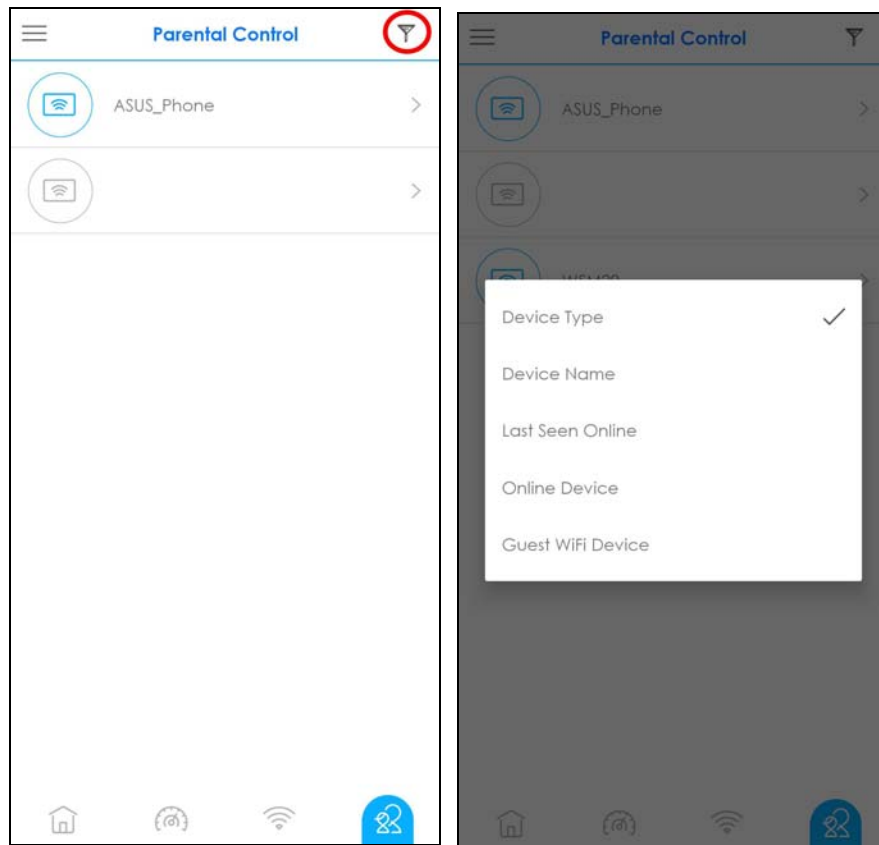 Parental Control
ASUS_Phone
Parental Control
ASUS_Phone
Device Type
Device Name
Last Seen Online
Online Device
Guest WiFi Device